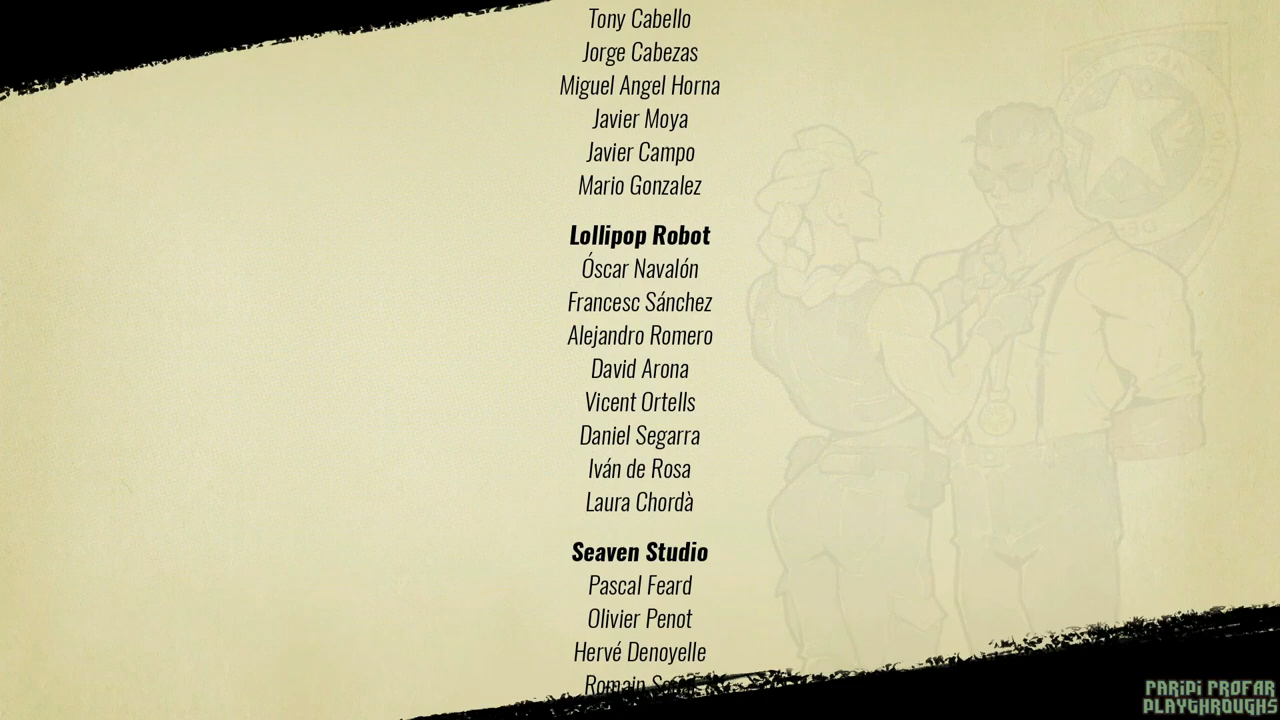 Tony Cabello
Jorge Cabezas
Miguel Angel Horna
Javier Moya
Javier Campo
Mario Gonzalez
Lollipop Robot
Óscar Navalón
Francesc Sánchez
Alejandro Romero
David Arona
Vicent Ortells
Daniel Segarra
Iván de Rosa
Laura Chordà
Seaven Studio
Pascal Feard
Olivier Penot
Hervé Denoyelle
Romain
PARiPi PROFAR
PLAYTHROUGHS